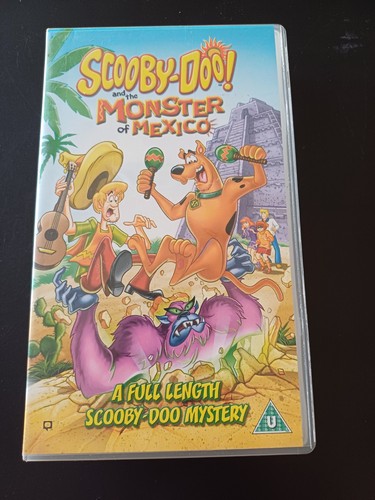 SCOOBY-DOO!
and the
MONSTER
of MEXICO
A FULL LENGTH
SCOOBY-DOO MYSTERY
U